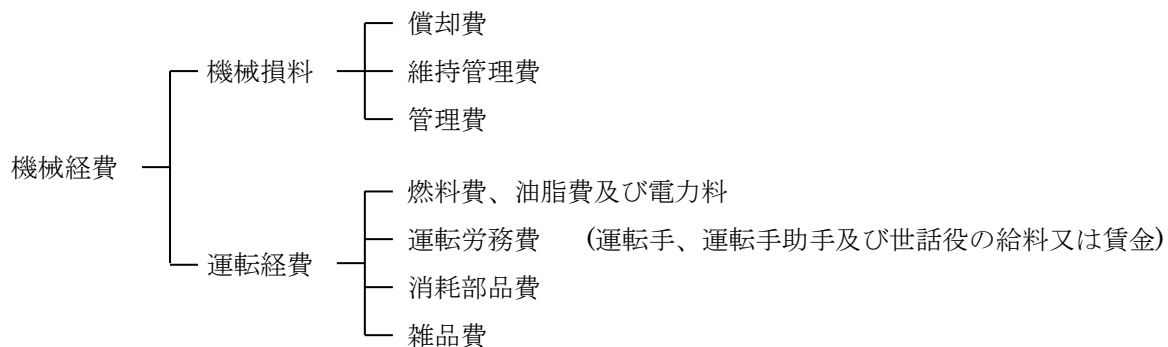 償却費
機械損料
維持管理費
管理費
機械経費
燃料費、油脂費及び電力料
運転労務費 (運転手、運転手助手及び世話役の給料又は賃金)
運転経費
消耗部品費
雑品費